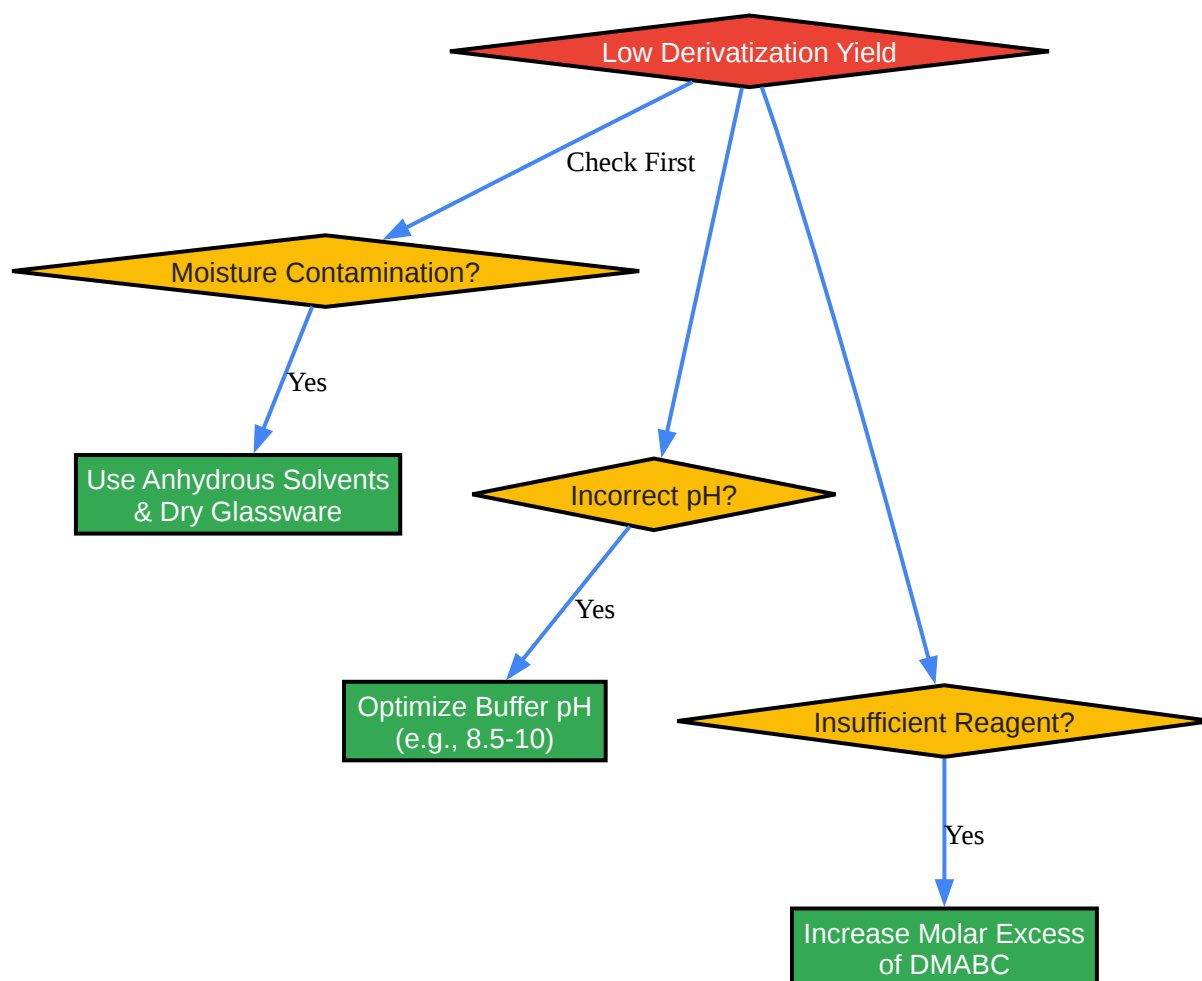 Low Derivatization Yield
Check First
Moisture Contamination?
Yes
Use Anhydrous Solvents
& Dry Glassware
Incorrect pH?
Yes
Optimize Buffer pH
(e.g., 8.5-10)
Insufficient Reagent?
Yes
Increase Molar Excess
of DMABC